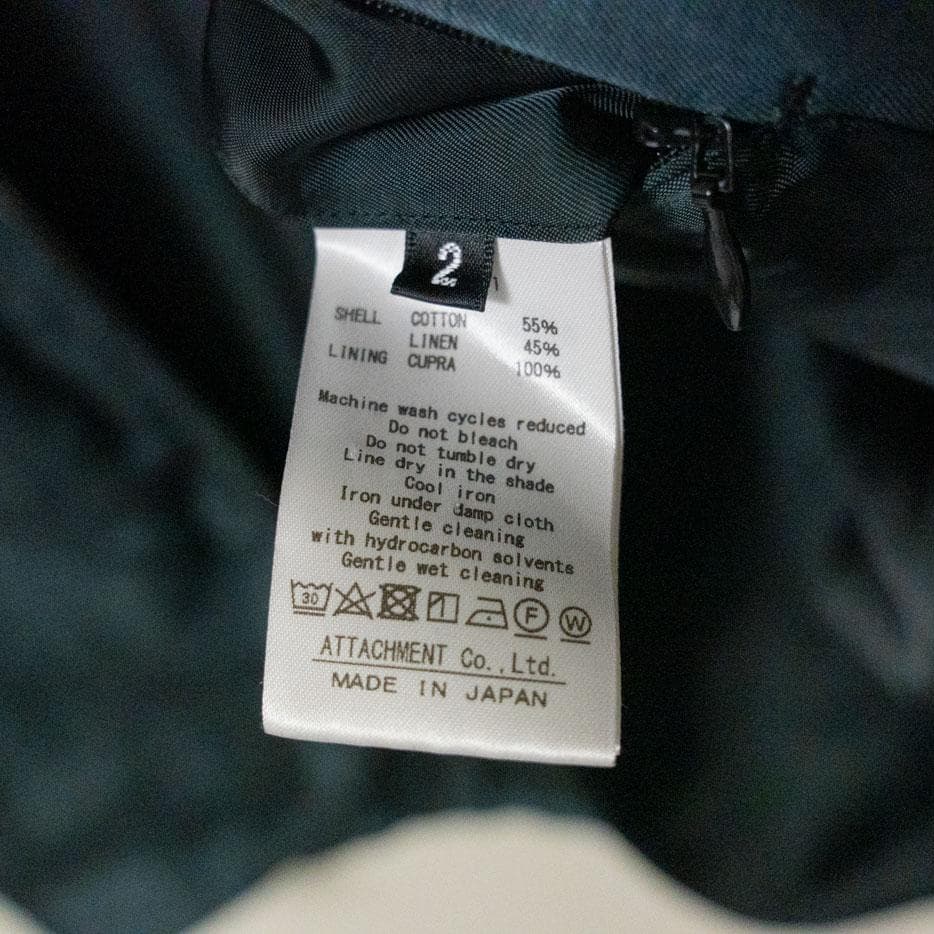 2
1
SHELL COTTON 55%
LINEN 45%
LINING CUPRA 100%
Machine wash cycles reduced
Do not bleach
Do not tumble dry
Line dry in the shade
Cool iron
Iron under damp cloth
Gentle cleaning
with hydrocarbon solvents
Gentle wet cleaning
30 F W
ATTACHMENT Co.,Ltd.
MADE IN JAPAN